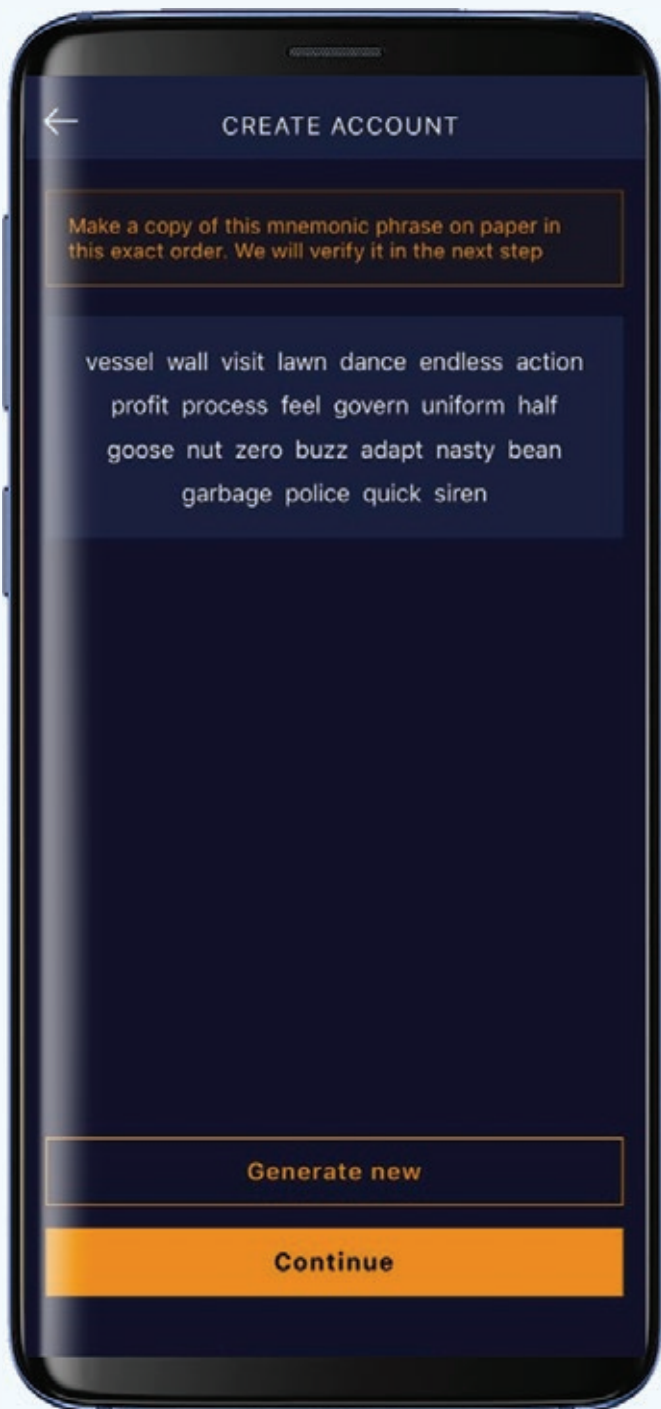 CREATE ACCOUNT
Make a copy of this mnemonic phrase on paper in
this exact order. We will verify it in the next step
vessel wall visit lawn dance endless action
profit process feel govern uniform half
goose nut zero buzz adapt nasty bean
garbage police quick siren
Generate new
Continue